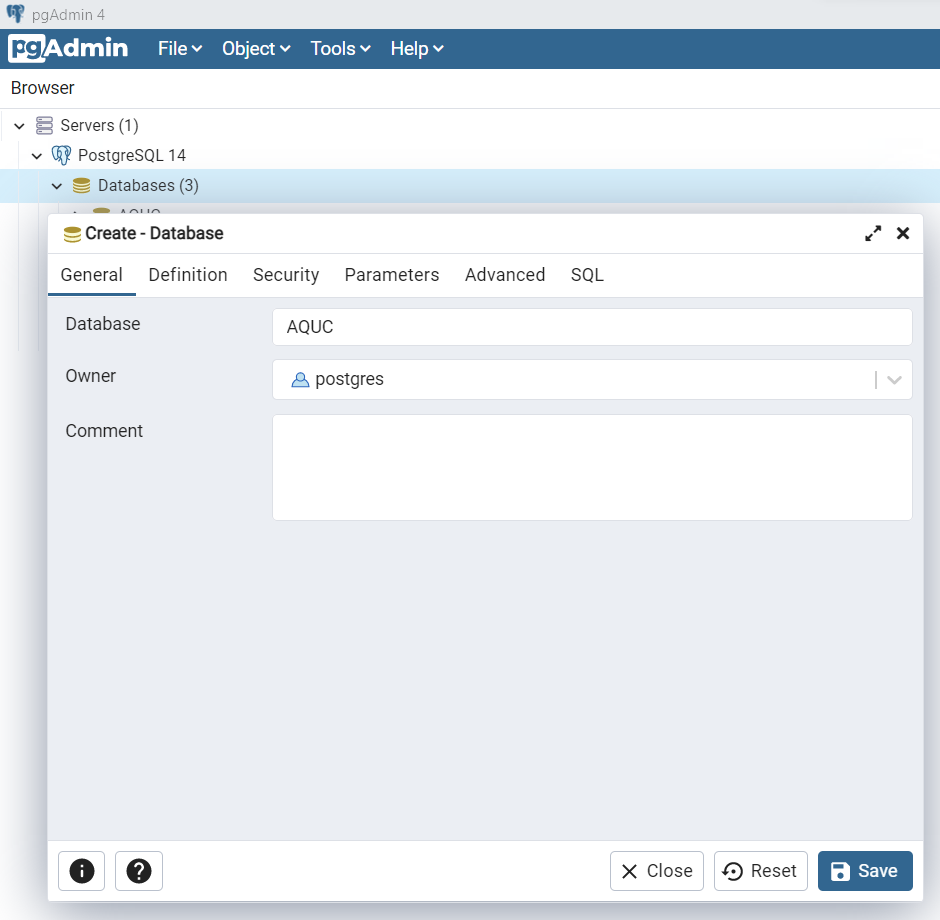 pgAdmin 4
pgAdmin File Object Tools Help
Browser
Servers (1)
PostgreSQL 14
Databases (3)
AQUC
Create - Database
General Definition Security Parameters Advanced SQL
Database AQUC
Owner postgres
Comment
Close Reset Save